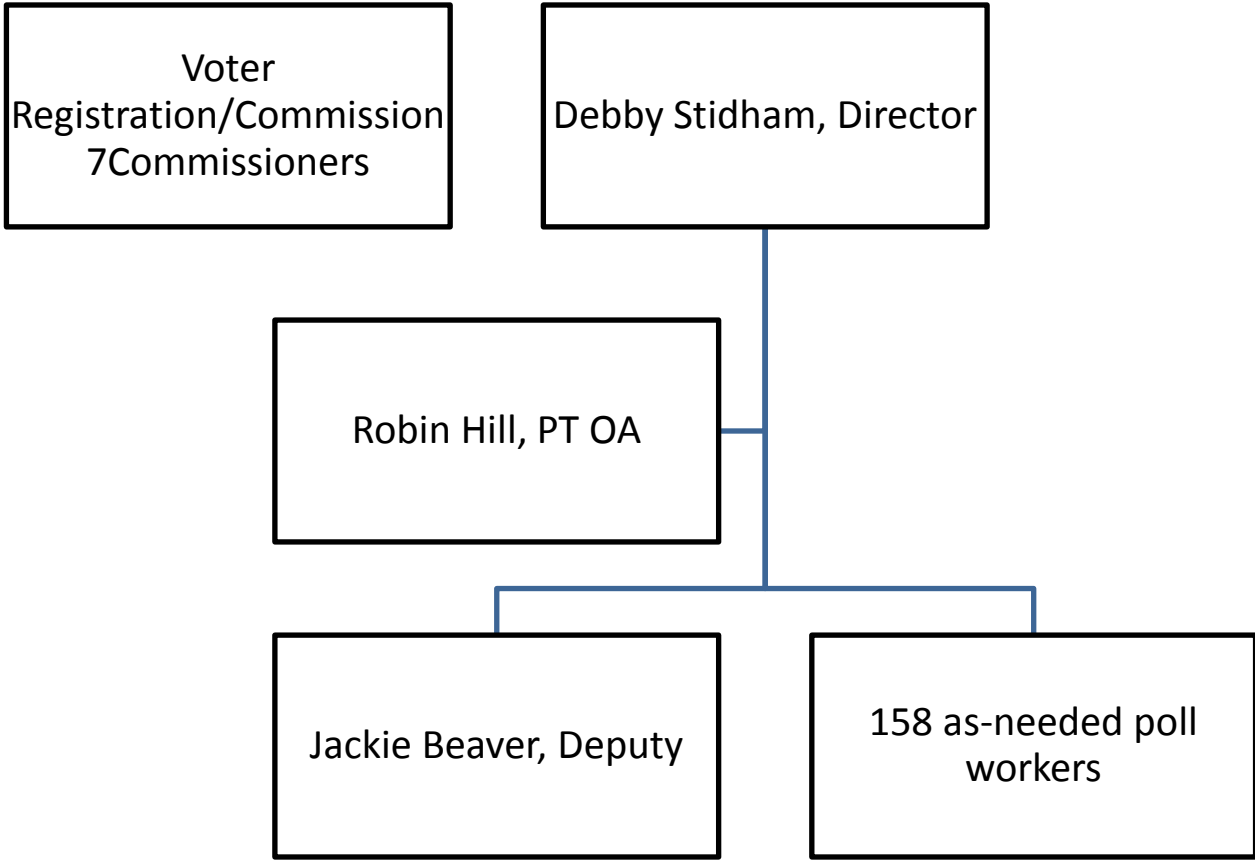 Voter
Registration/Commission
7Commissioners
Debby Stidham, Director
Robin Hill, PT OA
Jackie Beaver, Deputy
158 as-needed poll
workers